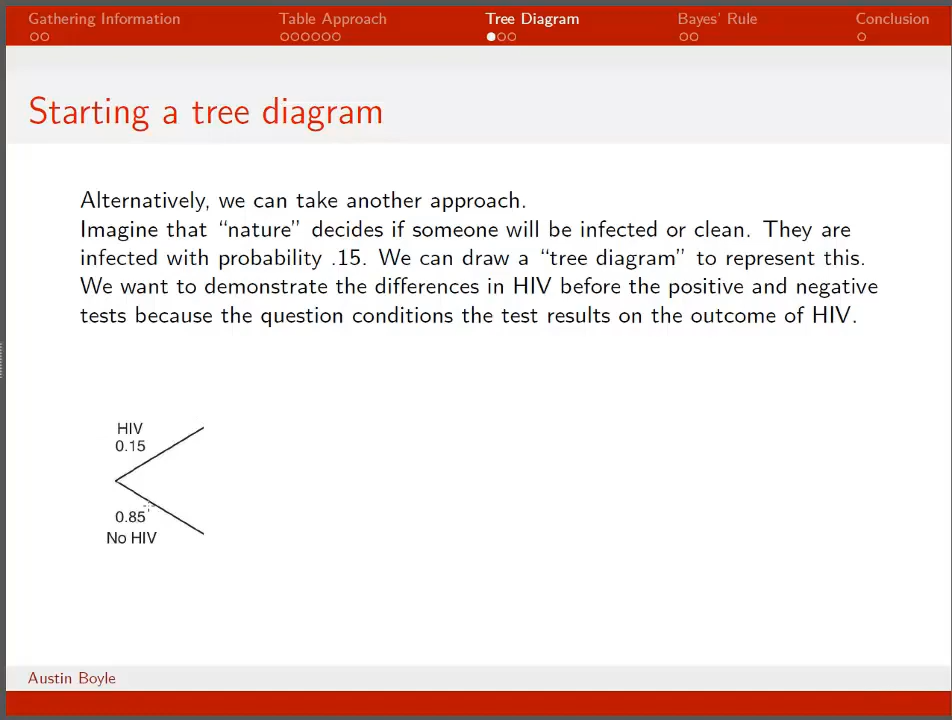 Gathering Information Table Approach Tree Diagram Bayes' Rule Conclusion
Starting a tree diagram
Alternatively, we can take another approach.
Imagine that “nature” decides if someone will be infected or clean. They are
infected with probability .15. We can draw a “tree diagram” to represent this.
We want to demonstrate the differences in HIV before the positive and negative
tests because the question conditions the test results on the outcome of HIV.
HIV
0.15
0.85
No HIV
Austin Boyle